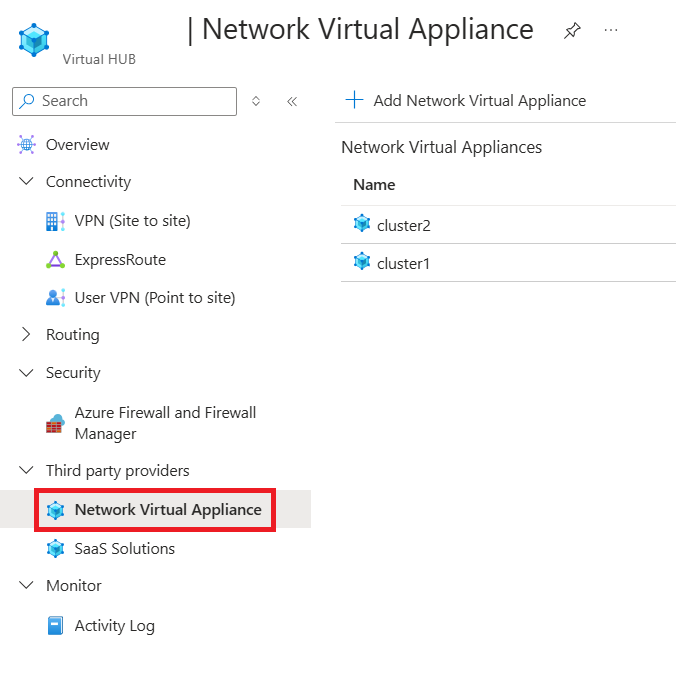 | Network Virtual Appliance ...
Virtual HUB
Search
Add Network Virtual Appliance
Overview
Network Virtual Appliances
Connectivity
Name
VPN (Site to site)
cluster2
ExpressRoute
cluster1
User VPN (Point to site)
Routing
Security
Azure Firewall and Firewall
Manager
Third party providers
Network Virtual Appliance
SaaS Solutions
Monitor
Activity Log